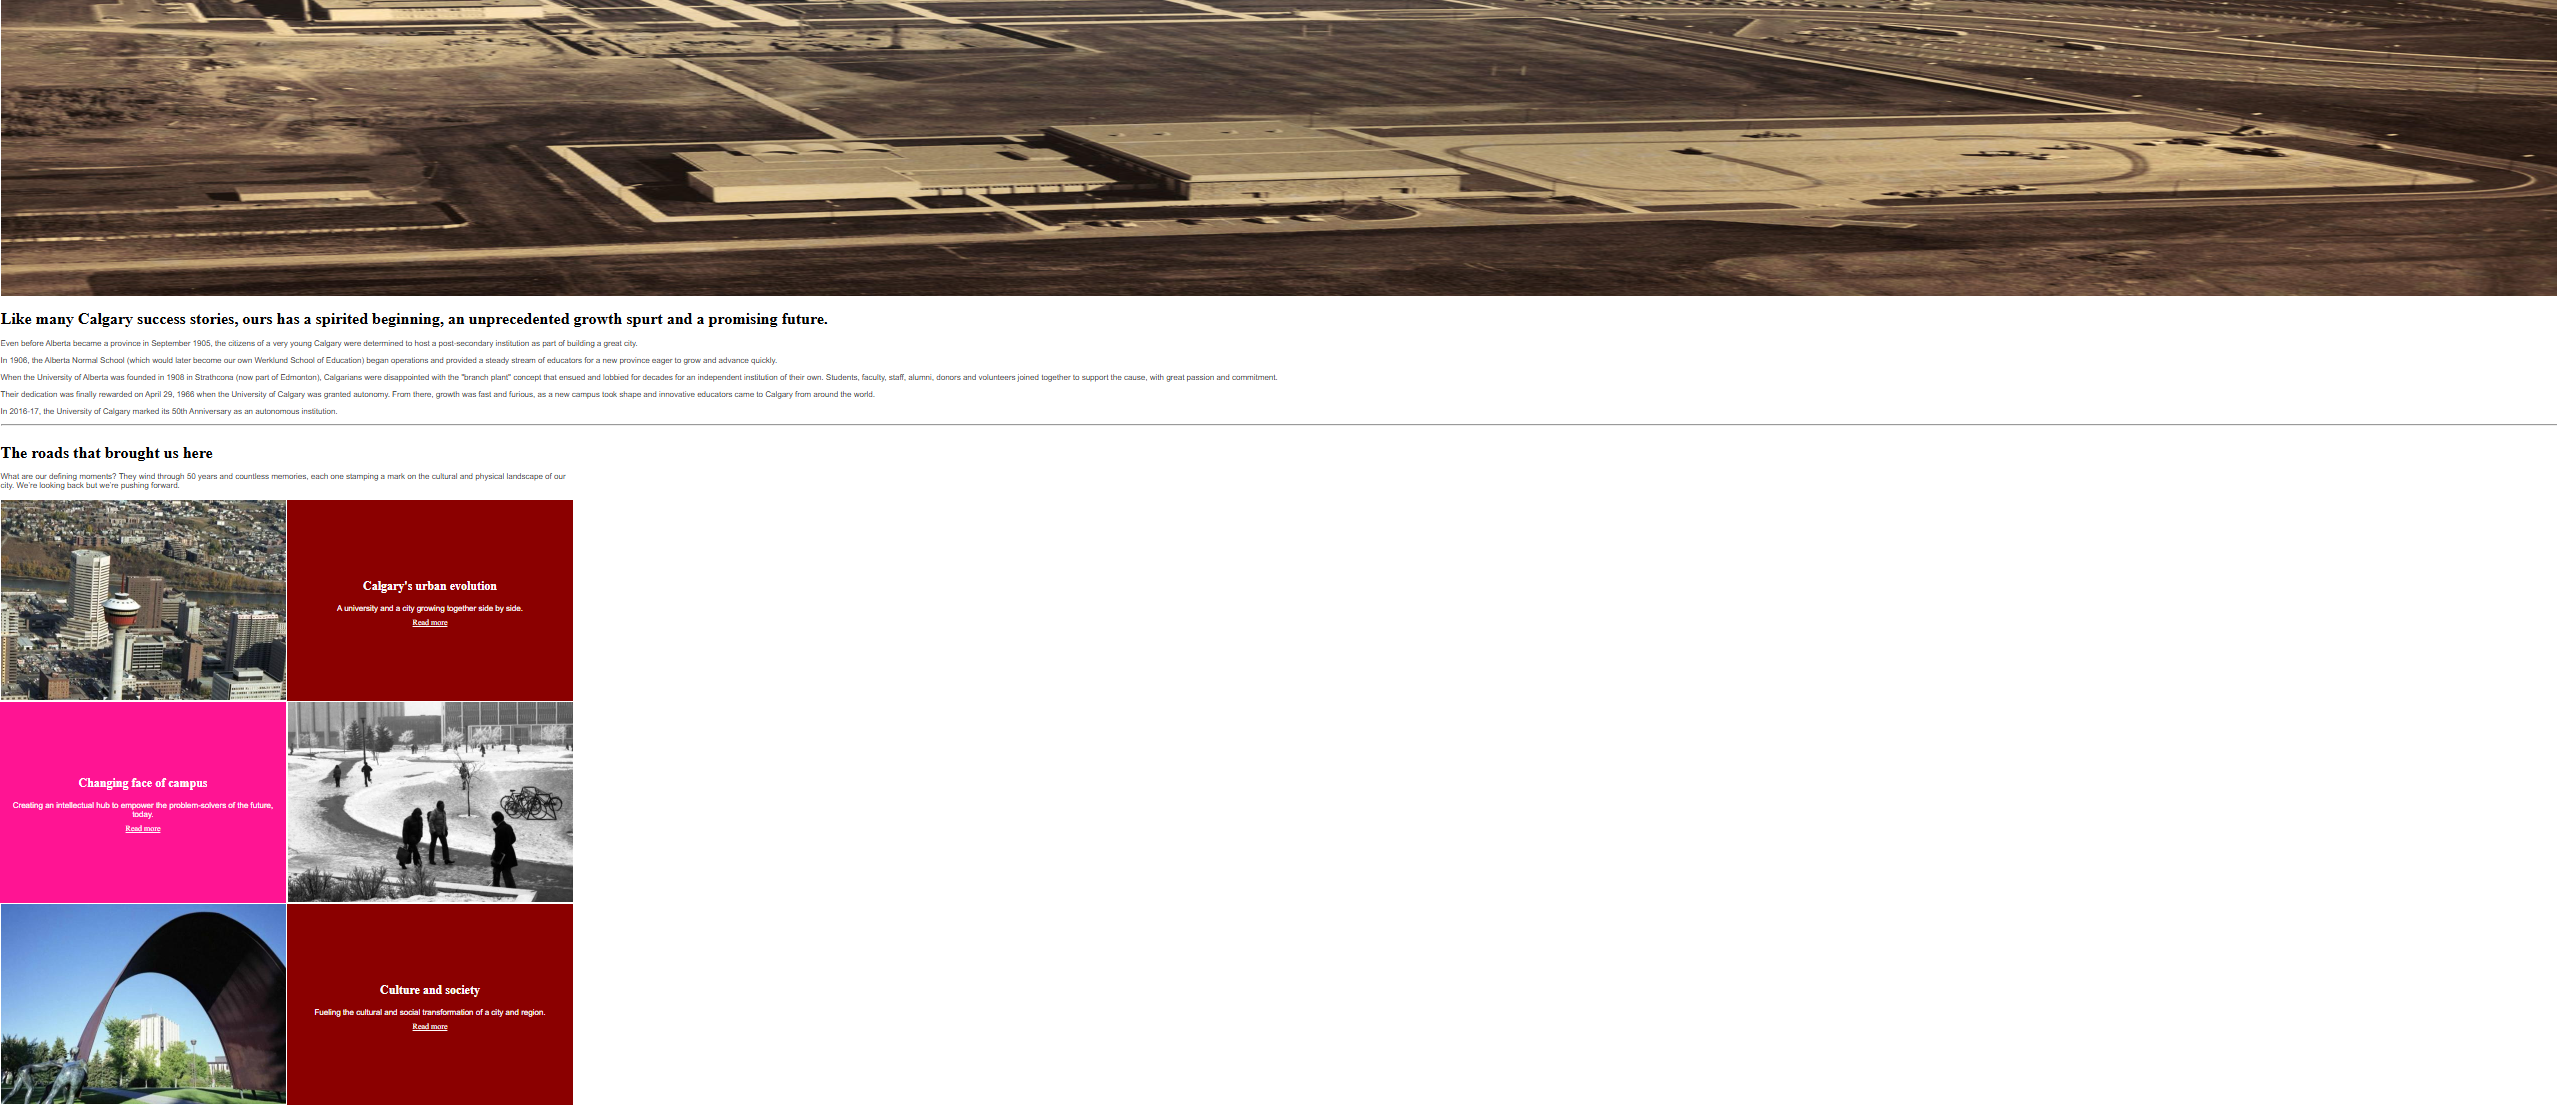 Like many Calgary success stories, ours has a spirited beginning, an unprecedented growth spurt and a promising future.
Even before Alberta became a province in September 1905, the citizens of a very young Calgary were determined to host a post-secondary institution as part of building a great city.
In 1906, the Alberta Normal School (which would later become our own Werklund School of Education) began operations and provided a steady stream of educators for a new province eager to grow and advance quickly.
When the University of Alberta was founded in 1908 in Strathcona (now part of Edmonton), Calgarians were disappointed with the "branch plant" concept that ensued and lobbied for decades for an independent institution of their own. Students, faculty, staff, alumni, donors and volunteers joined together to support the cause, with great passion and commitment.
Their dedication was finally rewarded on April 29, 1966 when the University of Calgary was granted autonomy. From there, growth was fast and furious, as a new campus took shape and innovative educators came to Calgary from around the world.
In 2016-17, the University of Calgary marked its 50th Anniversary as an autonomous institution.
The roads that brought us here
What are our defining moments? They wind through 50 years and countless memories, each one stamping a mark on the cultural and physical landscape of our
city. We're looking back but we're pushing forward.
Calgary's urban evolution
A university and a city growing together side by side.
Read more
Changing face of campus
Creating an intellectual hub to empower the problem-solvers of the future,
today.
Read more
Culture and society
Fueling the cultural and social transformation of a city and region.
Read more